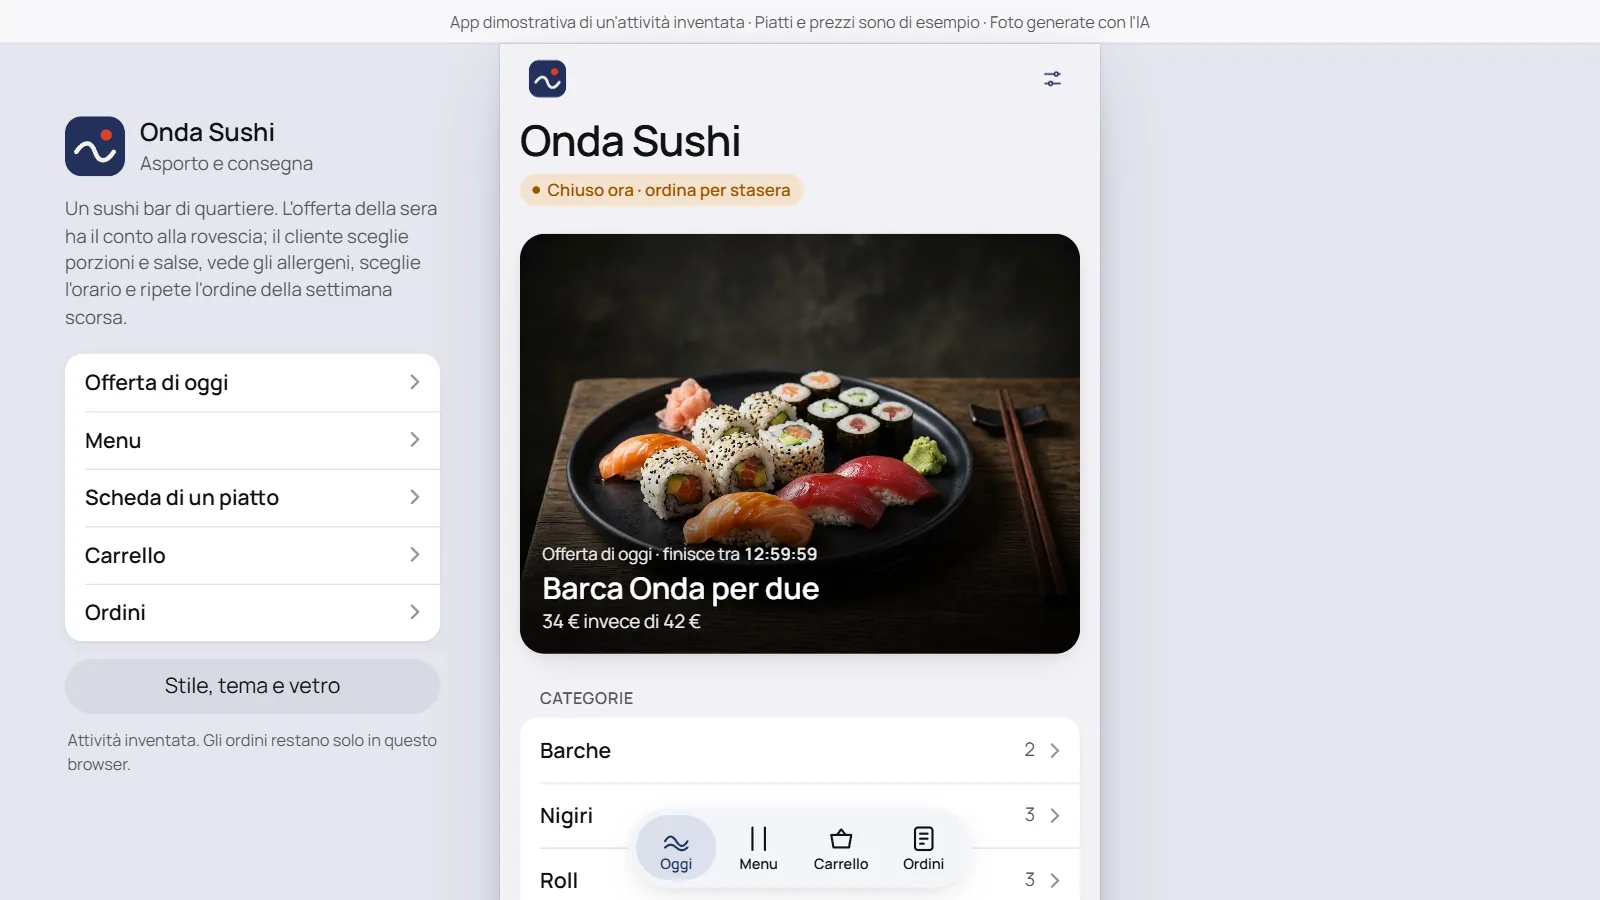 App dimostrativa di un'attività inventata · Piatti e prezzi sono di esempio · Foto generate con l'IA
Onda Sushi
Asporto e consegna
Un sushi bar di quartiere. L'offerta della sera
ha il conto alla rovescia; il cliente sceglie
porzioni e salse, vede gli allergeni, sceglie
l'orario e ripete l'ordine della settimana
scorsa.
Offerta di oggi
Menu
Scheda di un piatto
Carrello
Ordini
Stile, tema e vetro
Attività inventata. Gli ordini restano solo in questo
browser.
Onda Sushi
Chiuso ora · ordina per stasera
Offerta di oggi · finisce tra 12:59:59
Barca Onda per due
34 € invece di 42 €
CATEGORIE
Barche 2
Nigiri 3
Roll 3
Oggi Menu Carrello Ordini